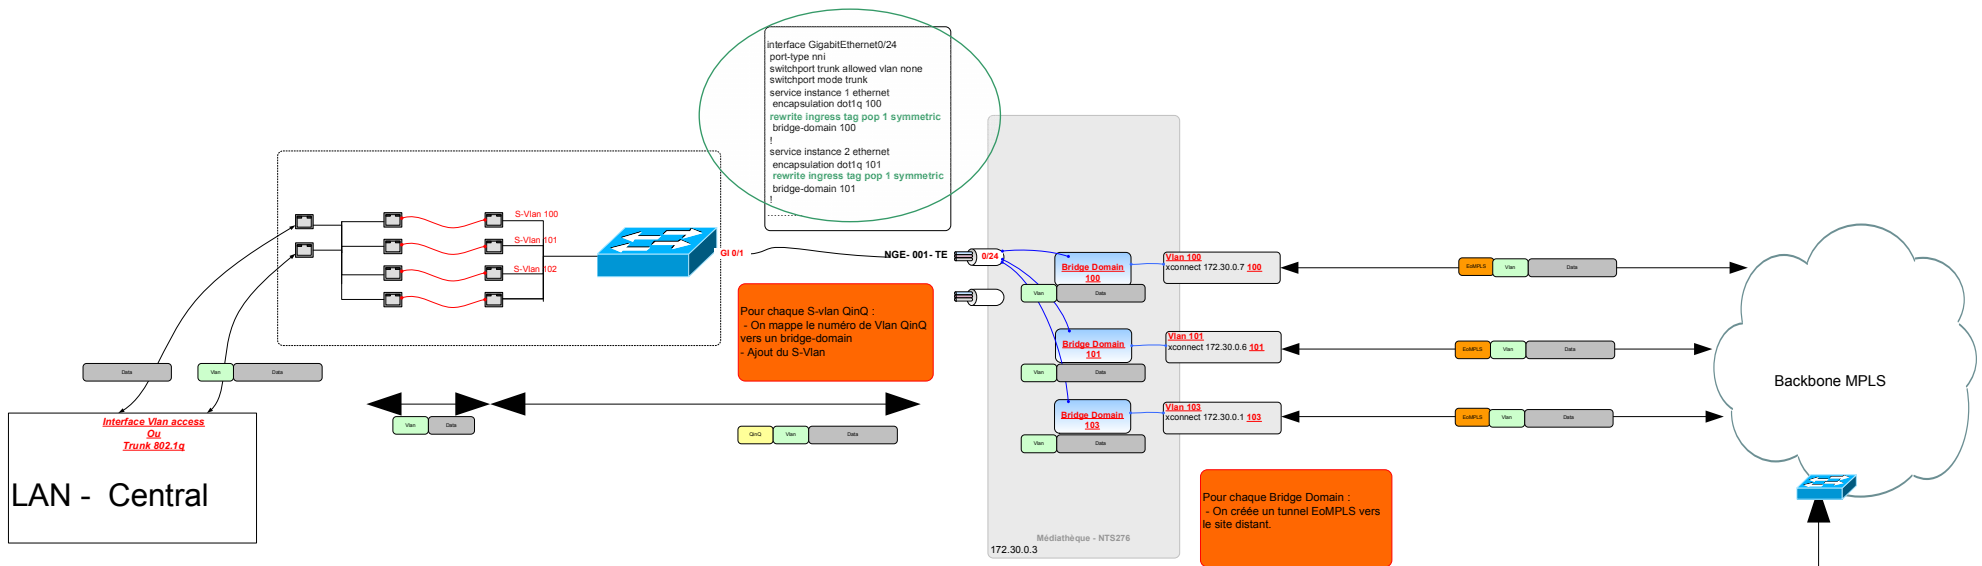 interface GigabitEthernet0/24
port-type nni
switchport trunk allowed vlan none
switchport mode trunk
service instance 1 ethernet
encapsulation dot1q 100
rewrite ingress tag pop 1 symmetric
bridge-domain 100
!
service instance 2 ethernet
encapsulation dot1q 101
rewrite ingress tag pop 1 symmetric
bridge-domain 101
!
..........
S-Vlan 100
S-Vlan 101
S-Vlan 102
GI 0/1
NGE- 001- TE
0/24
Bridge Domain
100
Vlan
Data
Vlan 100
xconnect 172.30.0.7 100
EoMPLS
Vlan
Data
Pour chaque S-vlan QinQ :
- On mappe le numéro de Vlan QinQ
vers un bridge-domain
- Ajout du S-Vlan
Bridge Domain
101
Vlan
Data
Vlan 101
xconnect 172.30.0.6 101
EoMPLS
Vlan
Data
Backbone MPLS
Data
Vlan
Data
Bridge Domain
103
Vlan
Data
Vlan 103
xconnect 172.30.0.1 103
EoMPLS
Vlan
Data
Interface Vlan access
Ou
Trunk 802.1q
LAN - Central
Vlan
Data
QinQ
Vlan
Data
Pour chaque Bridge Domain :
- On créée un tunnel EoMPLS vers
le site distant.
Médiathèque - NTS276
172.30.0.3